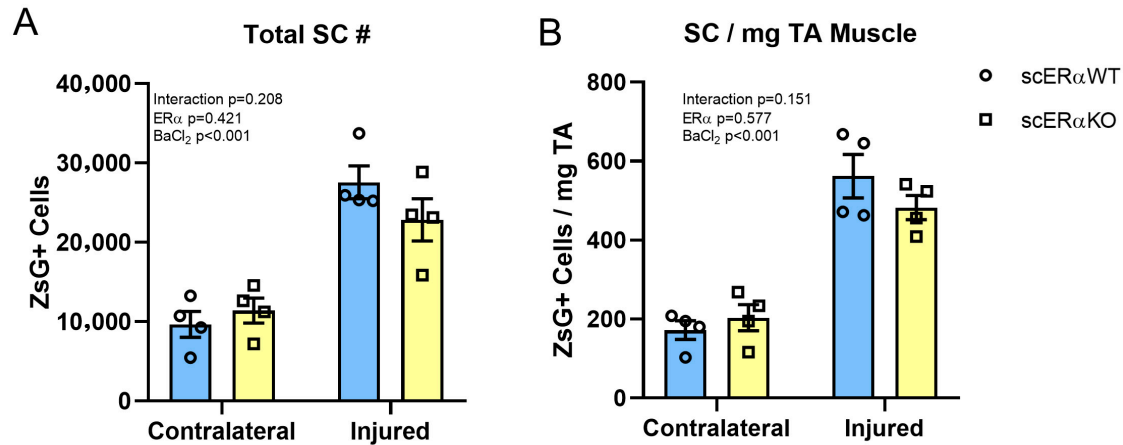 A
Total SC #
40,000
30,000
20,000
10,000
0
ZsG+ Cells
Interaction p=0.208
ERα p=0.421
BaCl₂ p<0.001
Contralateral
Injured
B
SC / mg TA Muscle
800
600
400
200
0
ZsG+ Cells / mg TA
Interaction p=0.151
ERα p=0.577
BaCl₂ p<0.001
Contralateral
Injured
scERαWT
scERαKO